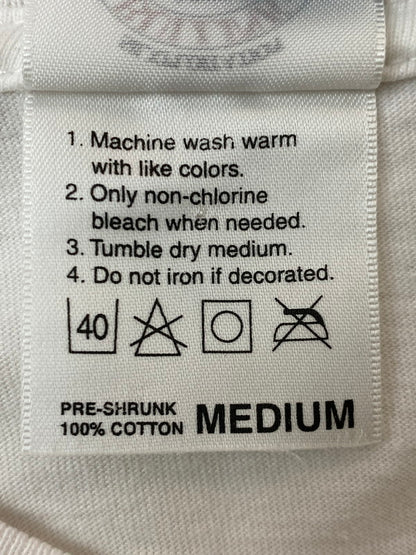 1. Machine wash warm
with like colors.
2. Only non-chlorine
bleach when needed.
3. Tumble dry medium.
4. Do not iron if decorated.
40
PRE-SHRUNK
100% COTTON MEDIUM